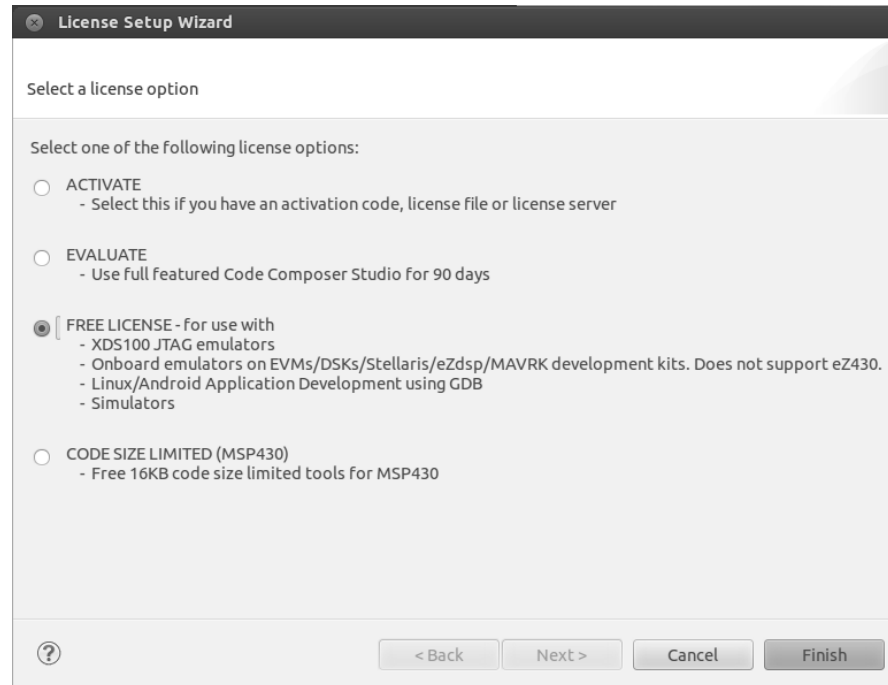 License Setup Wizard
Select a license option
Select one of the following license options:
ACTIVATE
- Select this if you have an activation code, license file or license server
EVALUATE
- Use full featured Code Composer Studio for 90 days
FREE LICENSE - for use with
- XDS100 JTAG emulators
- Onboard emulators on EVMs/DSKs/Stellaris/eZdsp/MAVRK development kits. Does not support eZ430.
- Linux/Android Application Development using GDB
- Simulators
CODE SIZE LIMITED (MSP430)
- Free 16KB code size limited tools for MSP430
? < Back Next > Cancel Finish